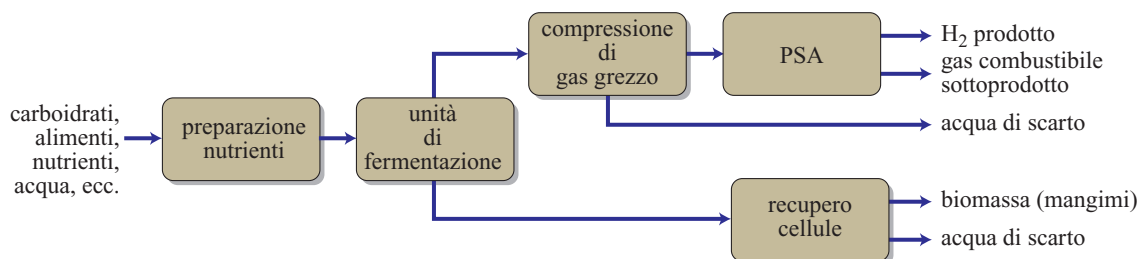 carboidrati,
alimenti,
nutrienti,
acqua, ecc.
preparazione
nutrienti
unità
di
fermentazione
compressione
di
gas grezzo
PSA
H2 prodotto
gas combustibile
sottoprodotto
acqua di scarto
recupero
cellule
biomassa (mangimi)
acqua di scarto